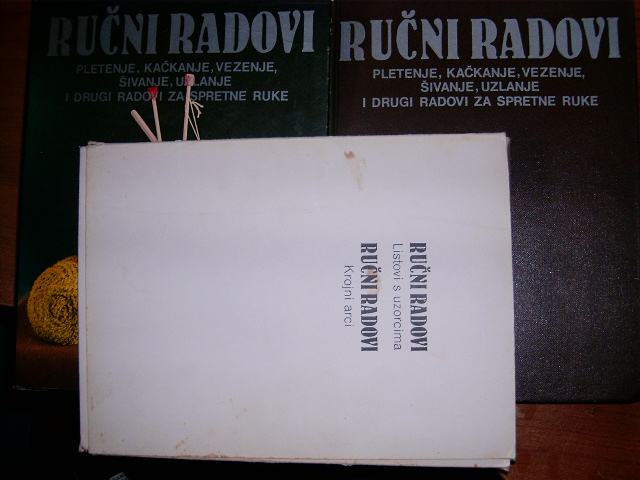 RUČNI RADOVI
PLETENJE, KAČKANJE, VEZENJE,
ŠIVANJE, UZLANJE
I DRUGI RADOVI ZA SPRETNE RUKE
RUČNI RADOVI
PLETENJE, KAČKANJE, VEZENJE,
ŠIVANJE, UZLANJE
I DRUGI RADOVI ZA SPRETNE RUKE
RUČNI RADOVI
Listovi s uzorcima
RUČNI RADOVI
Krojni arci